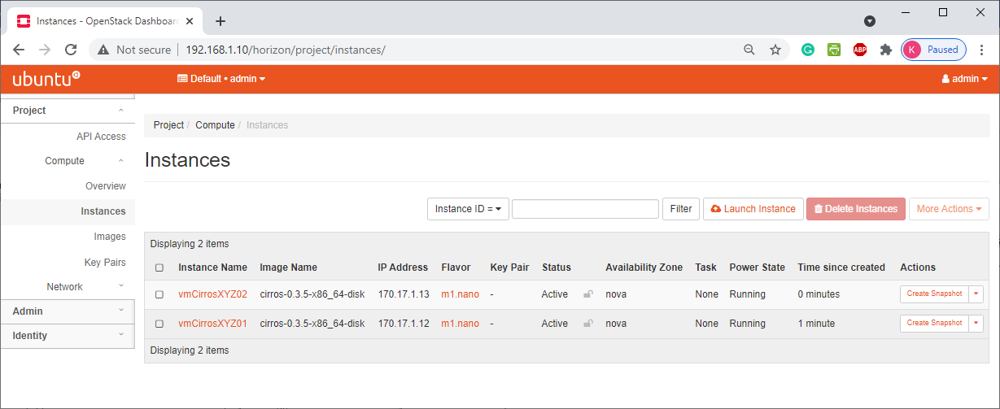 Instances - OpenStack Dashboard
Not secure 192.168.1.10/horizon/project/instances/ ABP K Paused
ubuntu Default • admin admin
Project
API Access
Compute
Overview
Instances
Images
Key Pairs
Network
Admin
Identity
Project / Compute / Instances
Instances
Instance ID = Filter Launch Instance Delete Instances More Actions
Displaying 2 items
Instance Name Image Name IP Address Flavor Key Pair Status Availability Zone Task Power State Time since created Actions
vmCirrosXYZ02 cirros-0.3.5-x86_64-disk 170.17.1.13 m1.nano - Active nova None Running 0 minutes Create Snapshot
vmCirrosXYZ01 cirros-0.3.5-x86_64-disk 170.17.1.12 m1.nano - Active nova None Running 1 minute Create Snapshot
Displaying 2 items